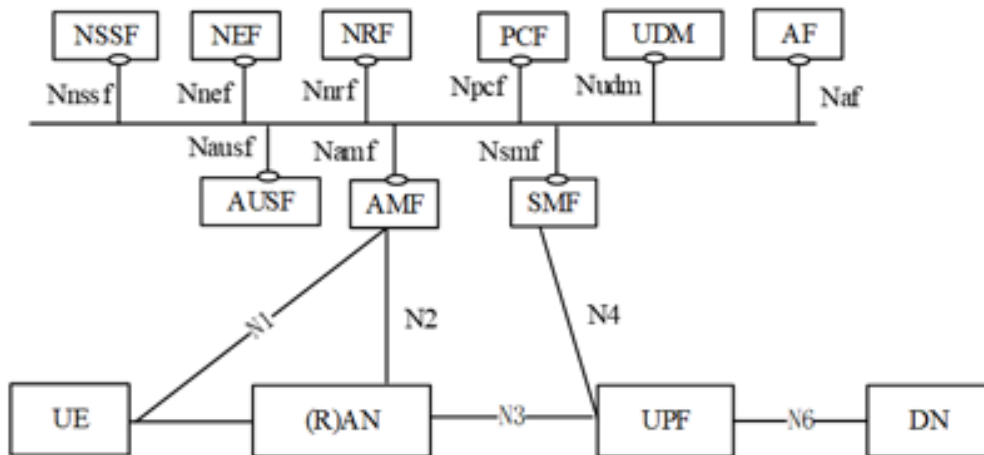 NSSF NEF NRF PCF UDM AF
Nnssf Nnef Nnrf Npcf Nudm Naf
Nausf Namf Nsmf
AUSF AMF SMF
N1 N2 N4
UE (R)AN N3 UPF N6 DN